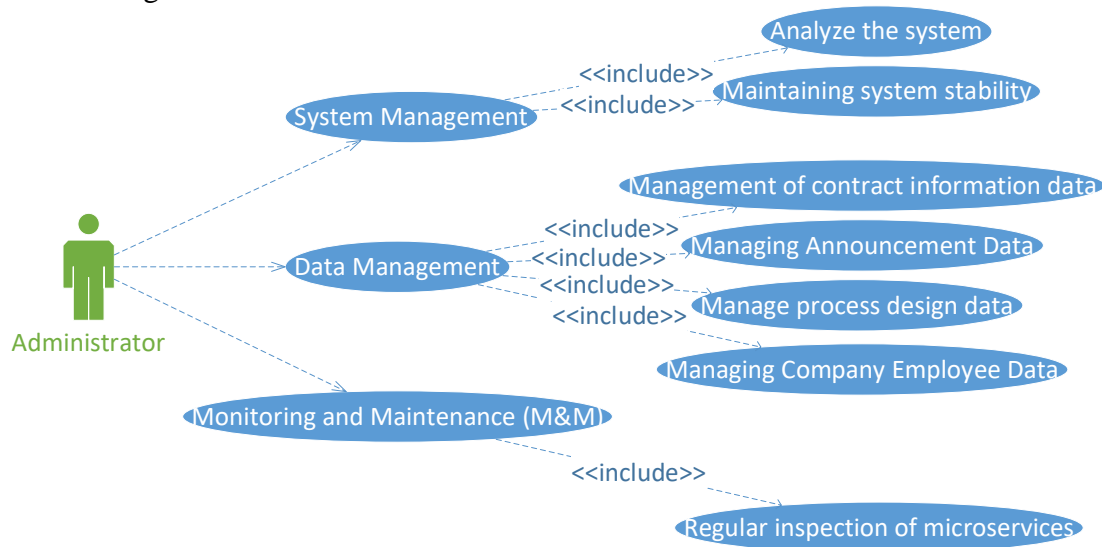 Analyze the system
<<include>>
Maintaining system stability
<<include>>
System Management
Management of contract information data
<<include>>
Managing Announcement Data
<<include>>
Data Management
<<include>>
Manage process design data
<<include>>
Administrator
Managing Company Employee Data
Monitoring and Maintenance (M&M)
<<include>>
Regular inspection of microservices